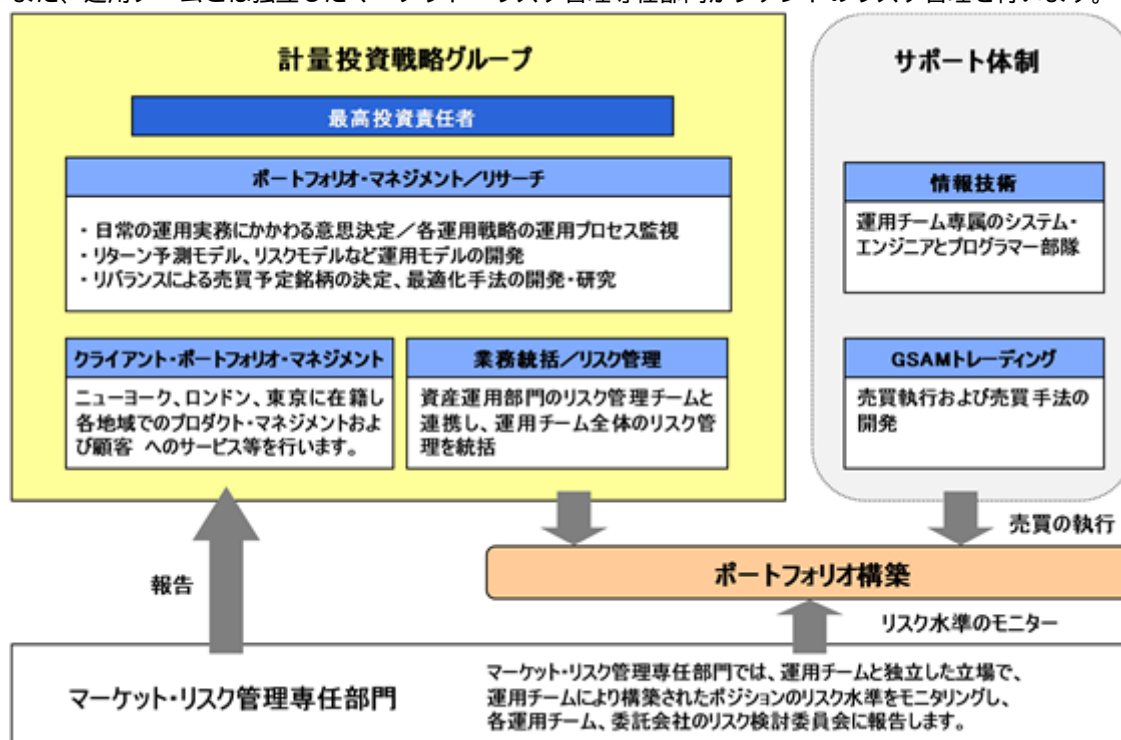 計量投資戦略グループ
最高投資責任者
ポートフォリオ・マネジメント／リサーチ
・日常の運用実務にかかわる意思決定／各運用戦略の運用プロセス監視
・リターン予測モデル、リスクモデルなど運用モデルの開発
・リバランスによる売買予定銘柄の決定、最適化手法の開発・研究
クライアント・ポートフォリオ・マネジメント
ニューヨーク、ロンドン、東京に在籍し
各地域でのプロダクト・マネジメントおよ
び顧客 へのサービス等を行います。
業務統括／リスク管理
資産運用部門のリスク管理チームと
連携し、運用チーム全体のリスク管
理を統括
サポート体制
情報技術
運用チーム専属のシステム・
エンジニアとプログラマー部隊
GSAMトレーディング
売買執行および売買手法の
開発
売買の執行
ポートフォリオ構築
報告
リスク水準のモニター
マーケット・リスク管理専任部門
マーケット・リスク管理専任部門では、運用チームと独立した立場で、
運用チームにより構築されたポジションのリスク水準をモニタリングし、
各運用チーム、委託会社のリスク検討委員会に報告します。